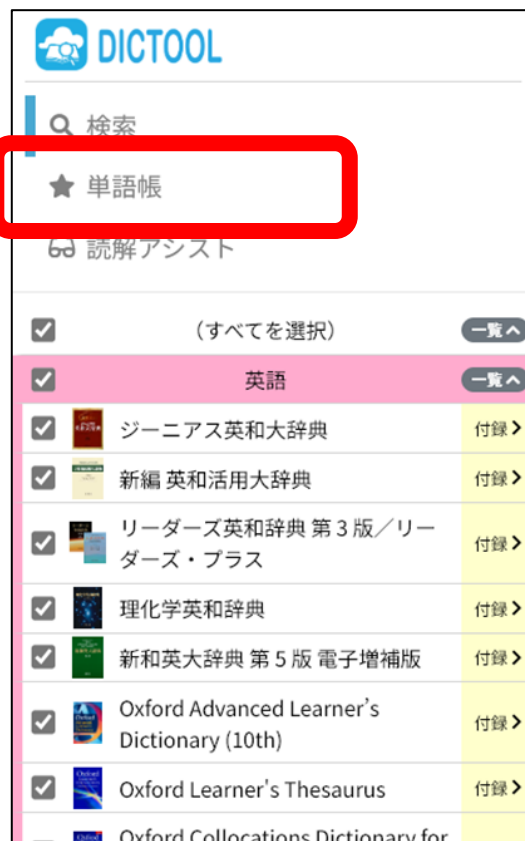 DICTOOL
検索
単語帳
読解アシスト
（すべてを選択） 一覧
英語 一覧
ジーニアス英和大辞典 付録
新編 英和活用大辞典 付録
リーダーズ英和辞典 第3版／リー
ダーズ・プラス 付録
理化学英和辞典 付録
新和英大辞典 第5版 電子増補版 付録
Oxford Advanced Learner’s
Dictionary (10th) 付録
Oxford Learner's Thesaurus 付録
Oxford Collocations Dictionary for